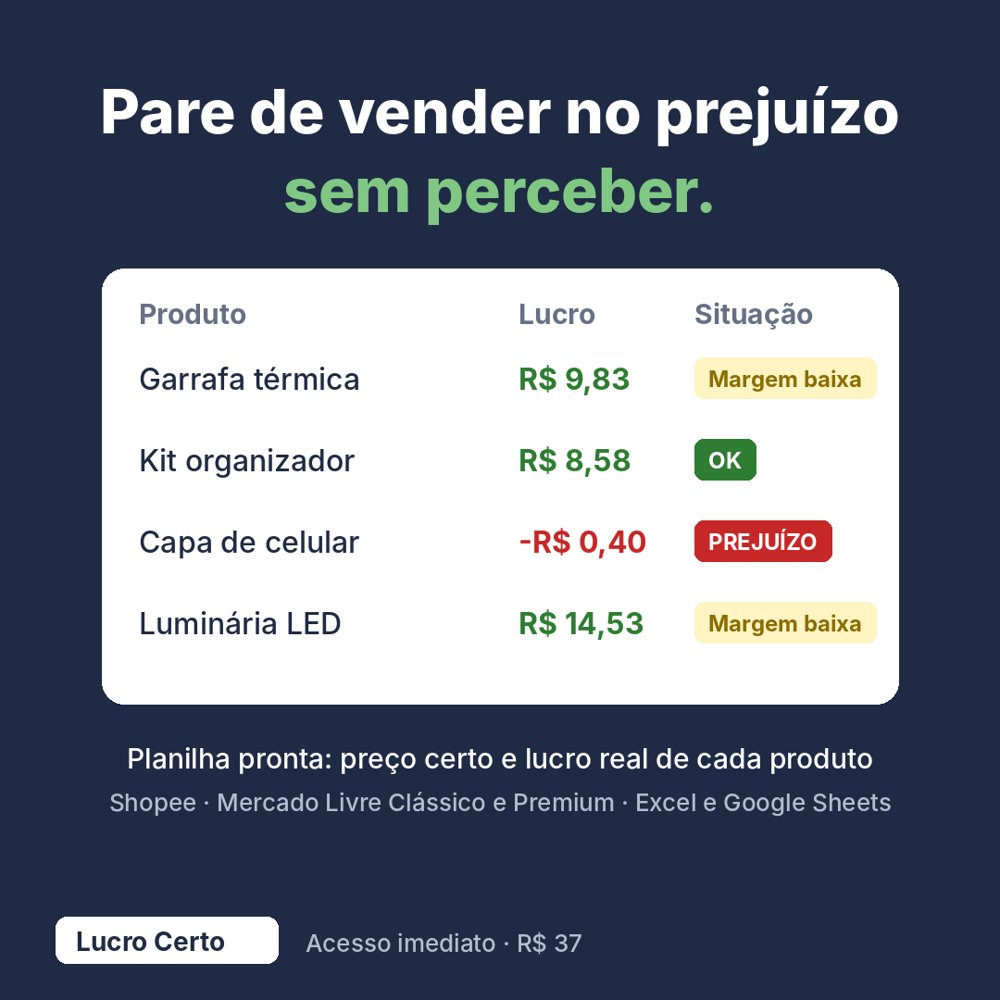 Pare de vender no prejuízo
sem perceber.
Produto Lucro Situação
Garrafa térmica R$ 9,83 Margem baixa
Kit organizador R$ 8,58 OK
Capa de celular -R$ 0,40 PREJUÍZO
Luminária LED R$ 14,53 Margem baixa
Planilha pronta: preço certo e lucro real de cada produto
Shopee · Mercado Livre Clássico e Premium · Excel e Google Sheets
Lucro Certo Acesso imediato · R$ 37